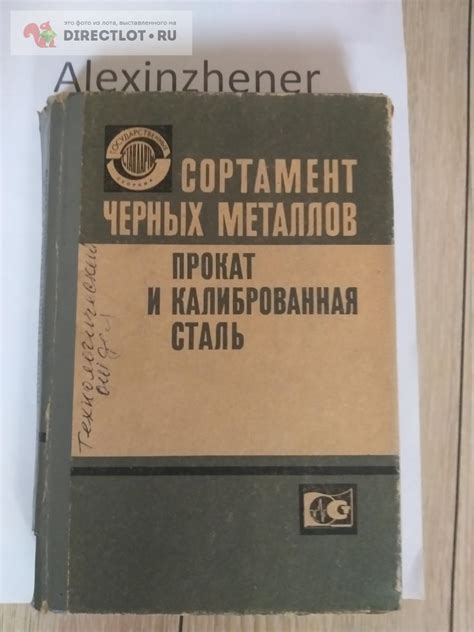 это фото из лота, выставленного на
DIRECTLOT.RU
Alexinzhener
ГОСУДАРСТВЕННЫЕ
СТАНДАРТЫ
СОРТАМЕНТ
ЧЕРНЫХ МЕТАЛЛОВ
ПРОКАТ
И КАЛИБРОВАННАЯ
СТАЛЬ
Технологический
отдел